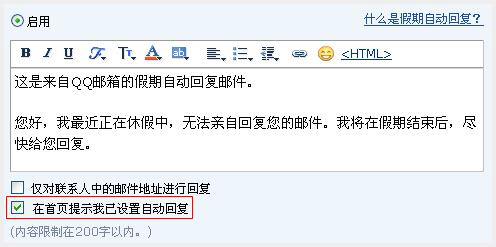 启用 什么是假期自动回复?
B I U F T A ab <HTML>
这是来自QQ邮箱的假期自动回复邮件。
您好，我最近正在休假中，无法亲自回复您的邮件。我将在假期结束后，尽
快给您回复。
仅对联系人中的邮件地址进行回复
在首页提示我已设置自动回复
(内容限制在200字以内。)